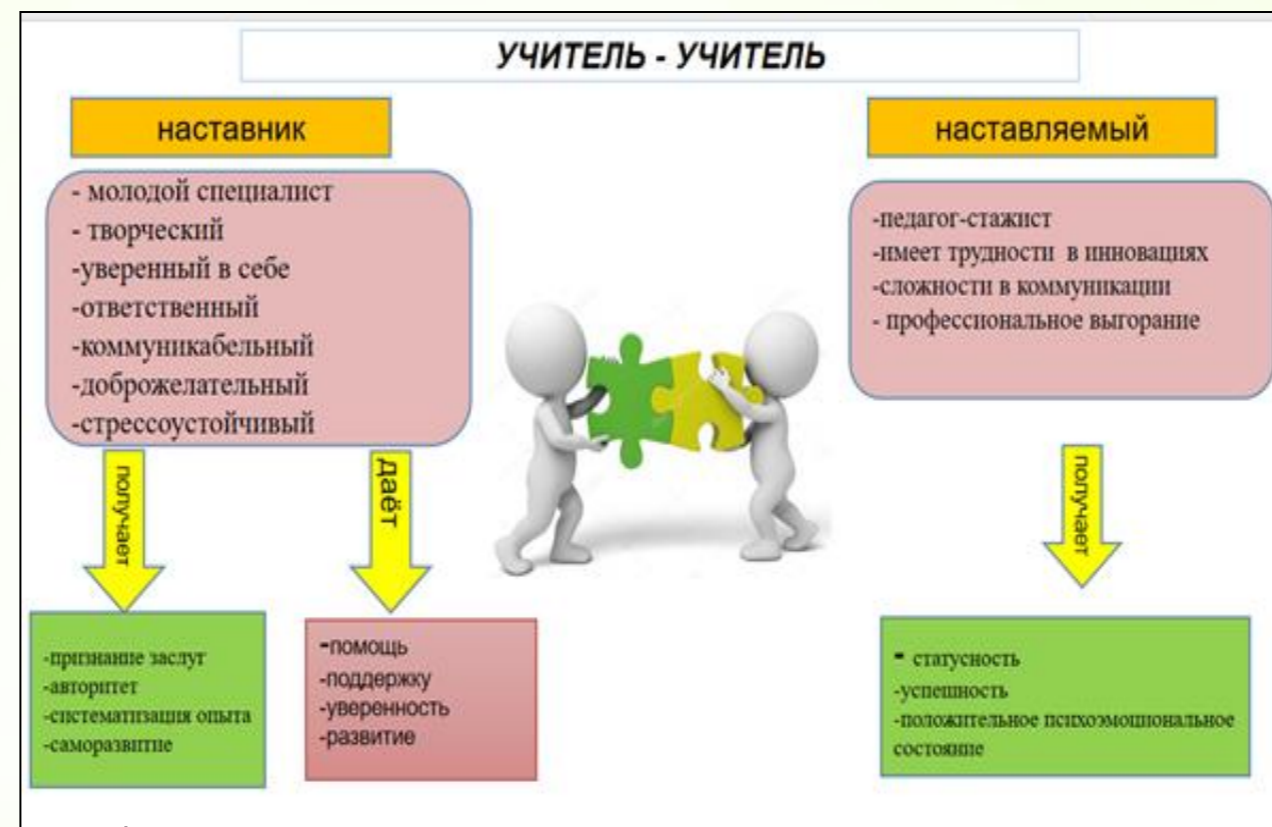 УЧИТЕЛЬ - УЧИТЕЛЬ
наставник
- молодой специалист
- творческий
-уверенный в себе
-ответственный
-коммуникабельный
-доброжелательный
-стрессоустойчивый
получает
даёт
-признание заслуг
-авторитет
-систематизация опыта
-саморазвитие
-помощь
-поддержку
-уверенность
-развитие
наставляемый
-педагог-стажист
-имеет трудности в инновациях
-сложности в коммуникации
- профессиональное выгорание
получает
- статусность
-успешность
-положительное психоэмоциональное
состояние